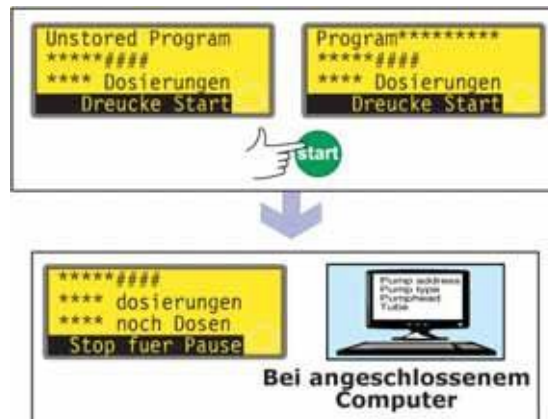 Unstored Program
*****####
**** Dosierungen
Dreucke Start
Program*********
*****####
**** Dosierungen
Dreucke Start
start
*****####
**** dosierungen
**** noch Dosen
Stop fuer Pause
Pump address
Pump type
Pumphead
Tube
Bei angeschlossenem
Computer